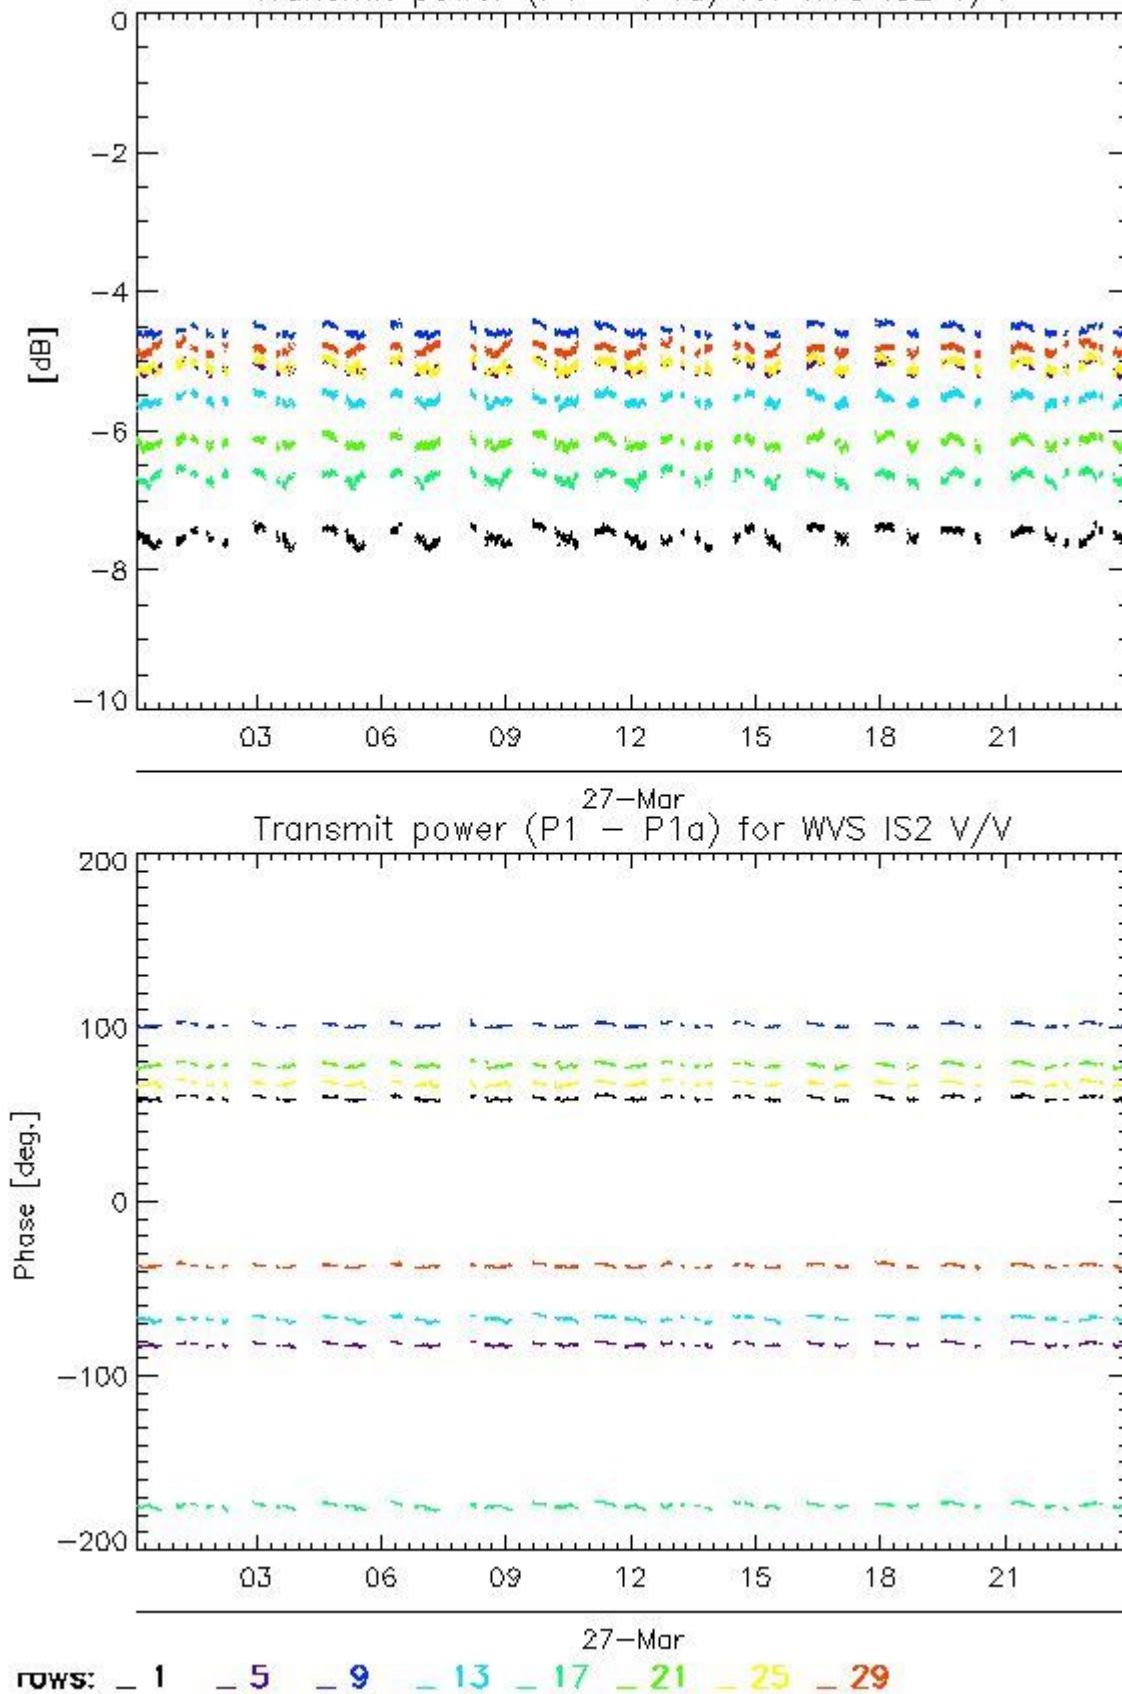 0
−2
−4
[dB]
−6
−8
−10
03 06 09 12 15 18 21
27−Mar
Transmit power (P1 − P1a) for WVS IS2 V/V
200
100
0
Phase [deg.]
−100
−200
03 06 09 12 15 18 21
27−Mar
rows: _ 1 _ 5 _ 9 _ 13 _ 17 _ 21 _ 25 _ 29